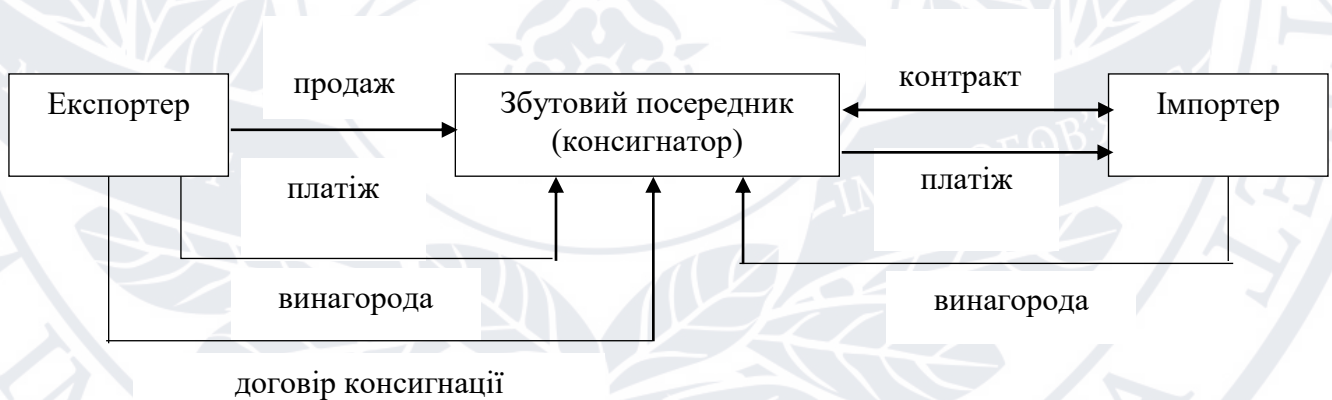 продаж
контракт
Експортер
Збутовий посередник
(консигнатор)
Імпортер
платіж
платіж
винагорода
винагорода
договір консигнації